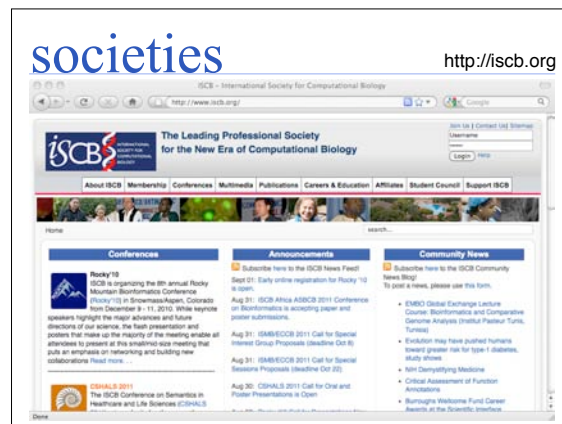 societies
http://iscb.org
ISCB - International Society for Computational Biology
http://www.iscb.org/
Google
Join Us | Contact Us | Sitemap
iSCB
INTERNATIONAL
SOCIETY FOR
COMPUTATIONAL
BIOLOGY
The Leading Professional Society
for the New Era of Computational Biology
Username
Login Help
About ISCB Membership Conferences Multimedia Publications Careers & Education Affiliates Student Council Support ISCB
Home
search...
Conferences
Rocky'10
ISCB is organizing the 8th annual Rocky
Mountain Bioinformatics Conference
(Rocky'10) in Snowmass/Aspen, Colorado
from December 9 - 11, 2010. While keynote
speakers highlight the major advances and future
directions of our science, the flash presentation and
posters that make up the majority of the meeting enable all
attendees to present at this small/mid-size meeting that
puts an emphasis on networking and building new
collaborations Read more . . .
CSHALS 2011
The ISCB Conference on Semantics in
Healthcare and Life Sciences (CSHALS
Announcements
Subscribe here to the ISCB News Feed!
Sept 01: Early online registration for Rocky '10
is open.
Aug 31: ISCB Africa ASBCB 2011 Conference
on Bioinformatics is accepting paper and
poster submissions.
Aug 31: ISMB/ECCB 2011 Call for Special
Interest Group Proposals (deadline Oct 8)
Aug 31: ISMB/ECCB 2011 Call for Special
Sessions Proposals (deadline Oct 22)
Aug 30: CSHALS 2011 Call for Oral and
Poster Presentations is Open
Community News
Subscribe here to the ISCB Community
News Blog!
To post a news, please use this form.
• EMBO Global Exchange Lecture
Course: Bioinformatics and Comparative
Genome Analysis (Institut Pasteur Tunis,
Tunisia)
• Evolution may have pushed humans
toward greater risk for type-1 diabetes,
study shows
• NIH Demystifying Medicine
• Critical Assessment of Function
Annotations
• Burroughs Wellcome Fund Career
Awards at the Scientific Interface
Done